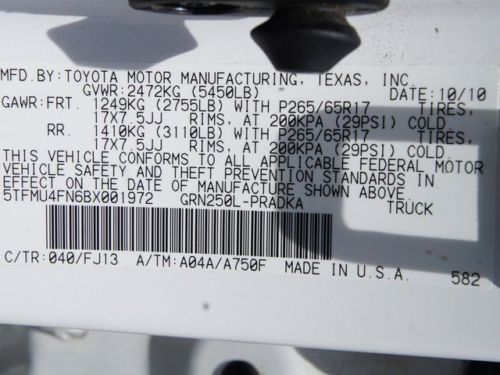 MFD.BY:TOYOTA MOTOR MANUFACTURING, TEXAS, INC.
GVWR:2472KG (5450LB) DATE:10/10
GAWR:FRT. 1249KG (2755LB) WITH P265/65R17 TIRES,
17X7.5JJ RIMS, AT 200KPA (29PSI) COLD
RR. 1410KG (3110LB) WITH P265/65R17 TIRES,
17X7.5JJ RIMS, AT 200KPA (29PSI) COLD.
THIS VEHICLE CONFORMS TO ALL APPLICABLE FEDERAL MOTOR
VEHICLE SAFETY AND THEFT PREVENTION STANDARDS IN
EFFECT ON THE DATE OF MANUFACTURE SHOWN ABOVE
5TFMU4FN6BX001972 GRN250L-PRADKA TRUCK
C/TR:040/FJ13 A/TM:A04A/A750F MADE IN U.S.A. 582